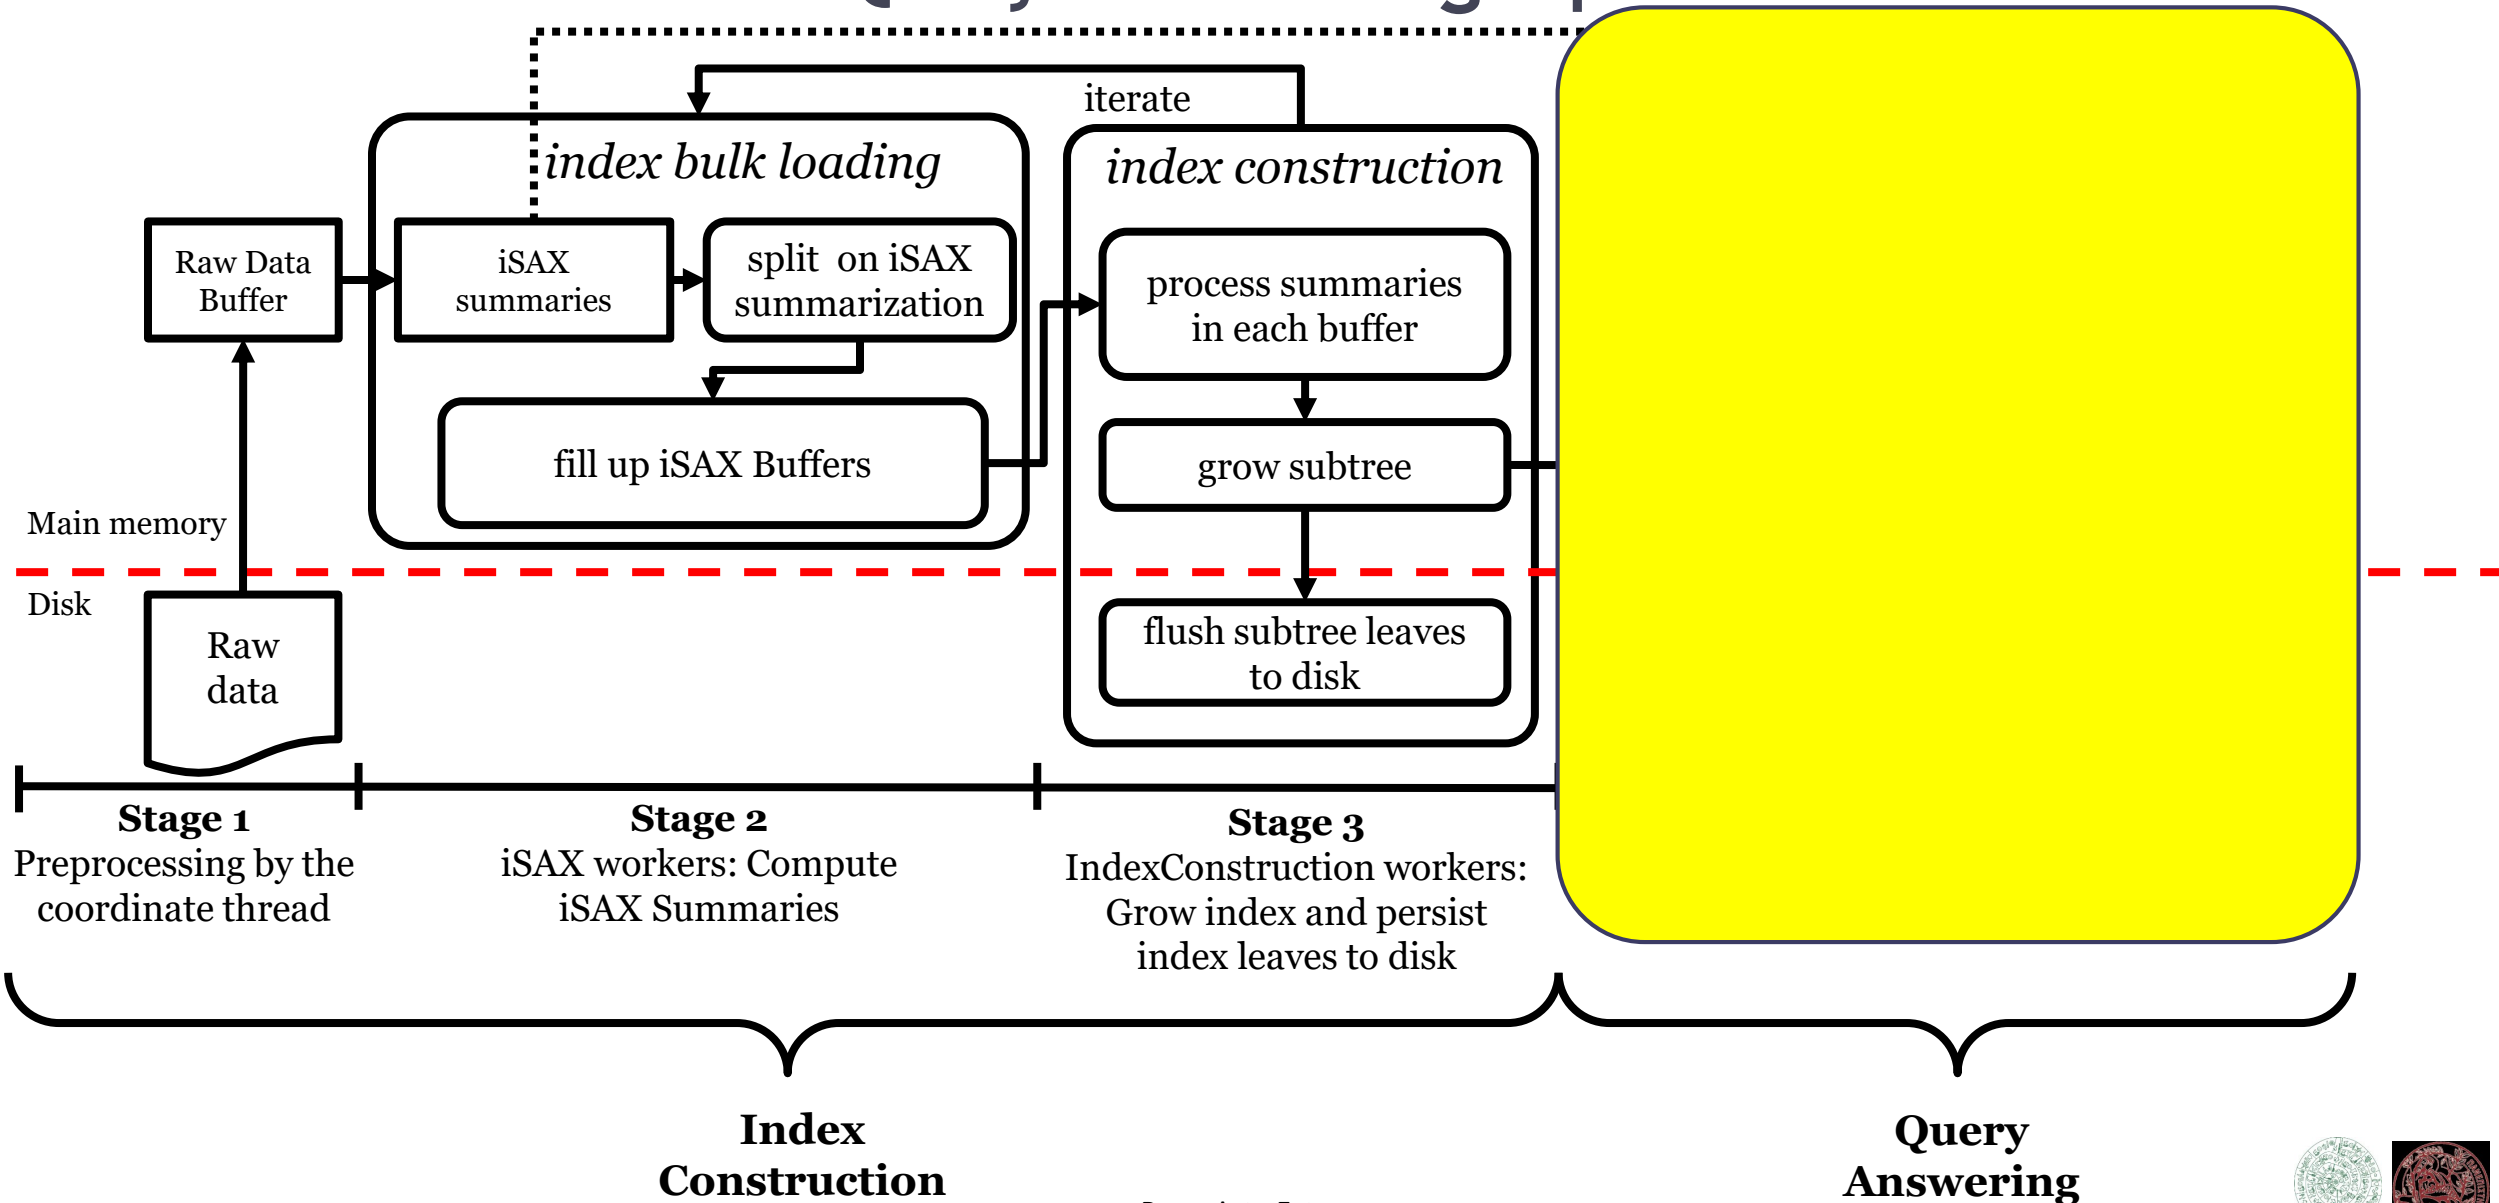 iterate
index bulk loading
index construction
Raw Data
Buffer
iSAX
summaries
split on iSAX
summarization
process summaries
in each buffer
fill up iSAX Buffers
grow subtree
Main memory
Disk
Raw
data
flush subtree leaves
to disk
Stage 1
Preprocessing by the
coordinate thread
Stage 2
iSAX workers: Compute
iSAX Summaries
Stage 3
IndexConstruction workers:
Grow index and persist
index leaves to disk
Index
Construction
Query
Answering